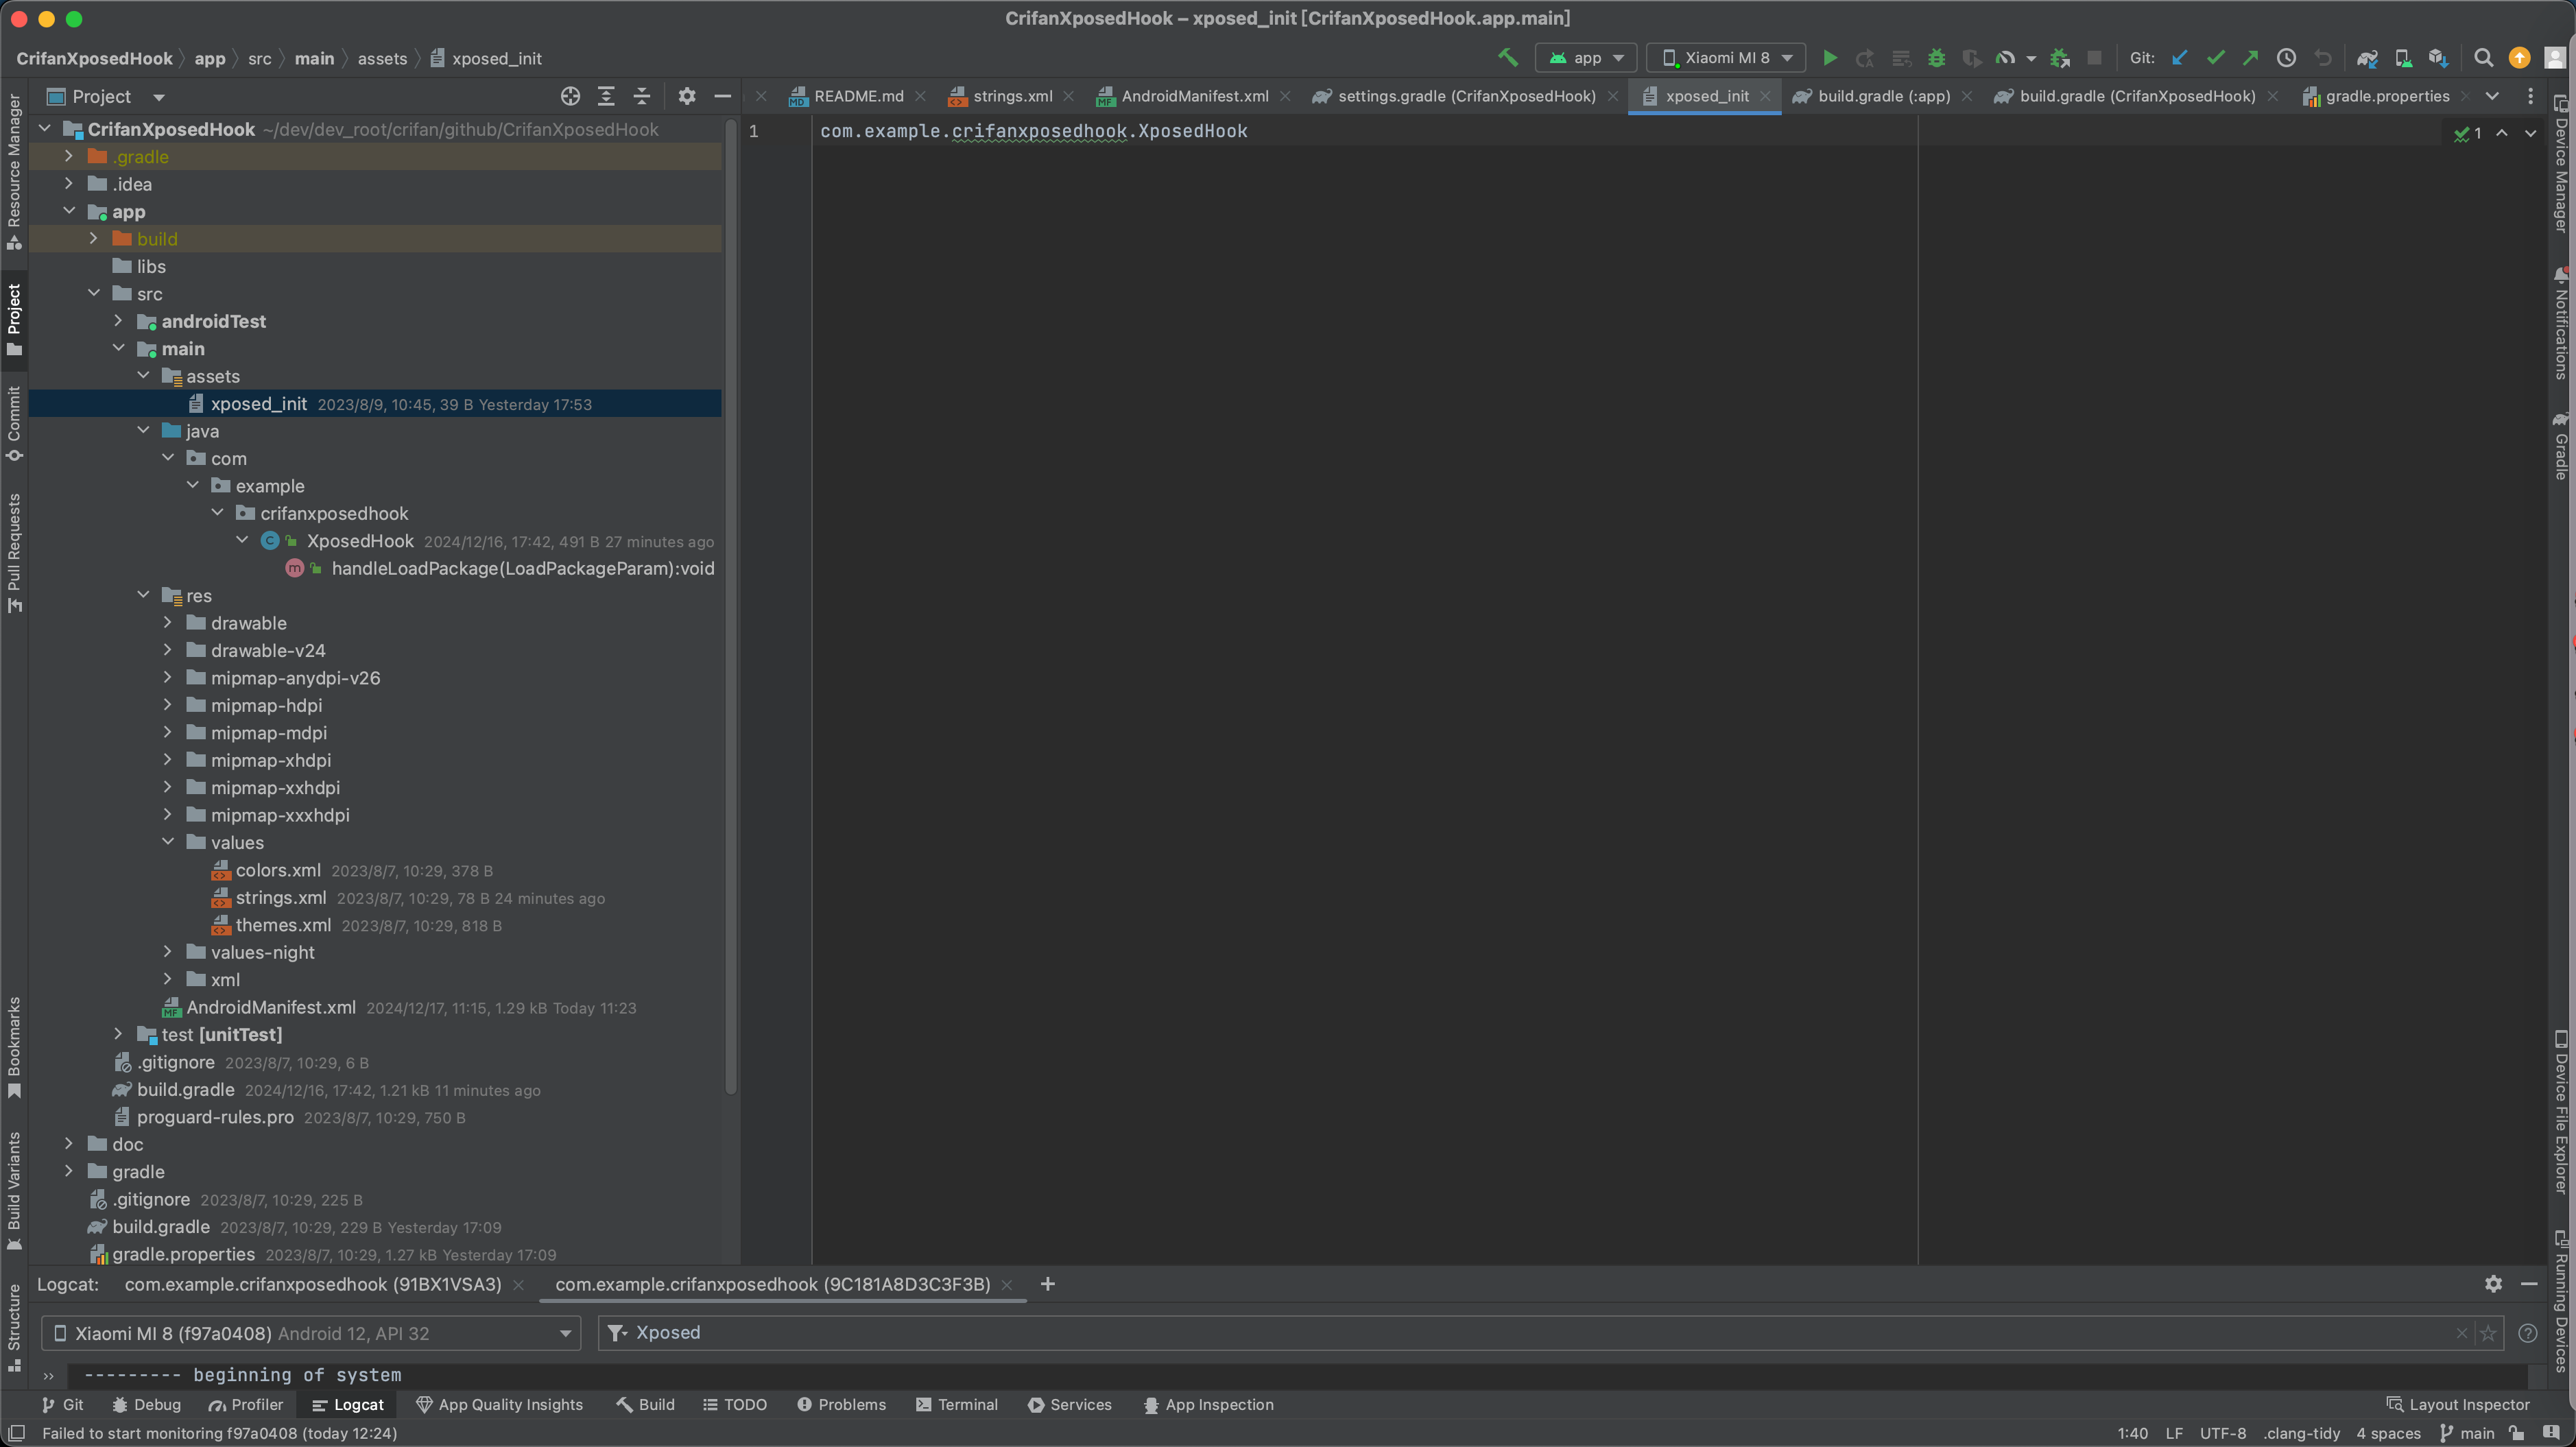 CrifanXposedHook – xposed_init [CrifanXposedHook.app.main]
CrifanXposedHook app src main assets xposed_init
app Xiaomi MI 8 Git:
Project
README.md strings.xml AndroidManifest.xml settings.gradle (CrifanXposedHook) xposed_init build.gradle (:app) build.gradle (CrifanXposedHook) gradle.properties
CrifanXposedHook ~/dev/dev_root/crifan/github/CrifanXposedHook
.gradle
.idea
app
build
libs
src
androidTest
main
assets
xposed_init 2023/8/9, 10:45, 39 B Yesterday 17:53
java
com
example
crifanxposedhook
XposedHook 2024/12/16, 17:42, 491 B 27 minutes ago
handleLoadPackage(LoadPackageParam):void
res
drawable
drawable-v24
mipmap-anydpi-v26
mipmap-hdpi
mipmap-mdpi
mipmap-xhdpi
mipmap-xxhdpi
mipmap-xxxhdpi
values
colors.xml 2023/8/7, 10:29, 378 B
strings.xml 2023/8/7, 10:29, 78 B 24 minutes ago
themes.xml 2023/8/7, 10:29, 818 B
values-night
xml
AndroidManifest.xml 2024/12/17, 11:15, 1.29 kB Today 11:23
test [unitTest]
.gitignore 2023/8/7, 10:29, 6 B
build.gradle 2024/12/16, 17:42, 1.21 kB 11 minutes ago
proguard-rules.pro 2023/8/7, 10:29, 750 B
doc
gradle
.gitignore 2023/8/7, 10:29, 225 B
build.gradle 2023/8/7, 10:29, 229 B Yesterday 17:09
gradle.properties 2023/8/7, 10:29, 1.27 kB Yesterday 17:09
1 com.example.crifanxposedhook.XposedHook
1
Resource Manager
Project
Commit
Pull Requests
Bookmarks
Build Variants
Structure
Device Manager
Notifications
Gradle
Device File Explorer
Running Devices
Logcat: com.example.crifanxposedhook (91BX1VSA3) com.example.crifanxposedhook (9C181A8D3C3F3B)
Xiaomi MI 8 (f97a0408) Android 12, API 32 Xposed
--------- beginning of system
Git Debug Profiler Logcat App Quality Insights Build TODO Problems Terminal Services App Inspection Layout Inspector
Failed to start monitoring f97a0408 (today 12:24) 1:40 LF UTF-8 .clang-tidy 4 spaces main